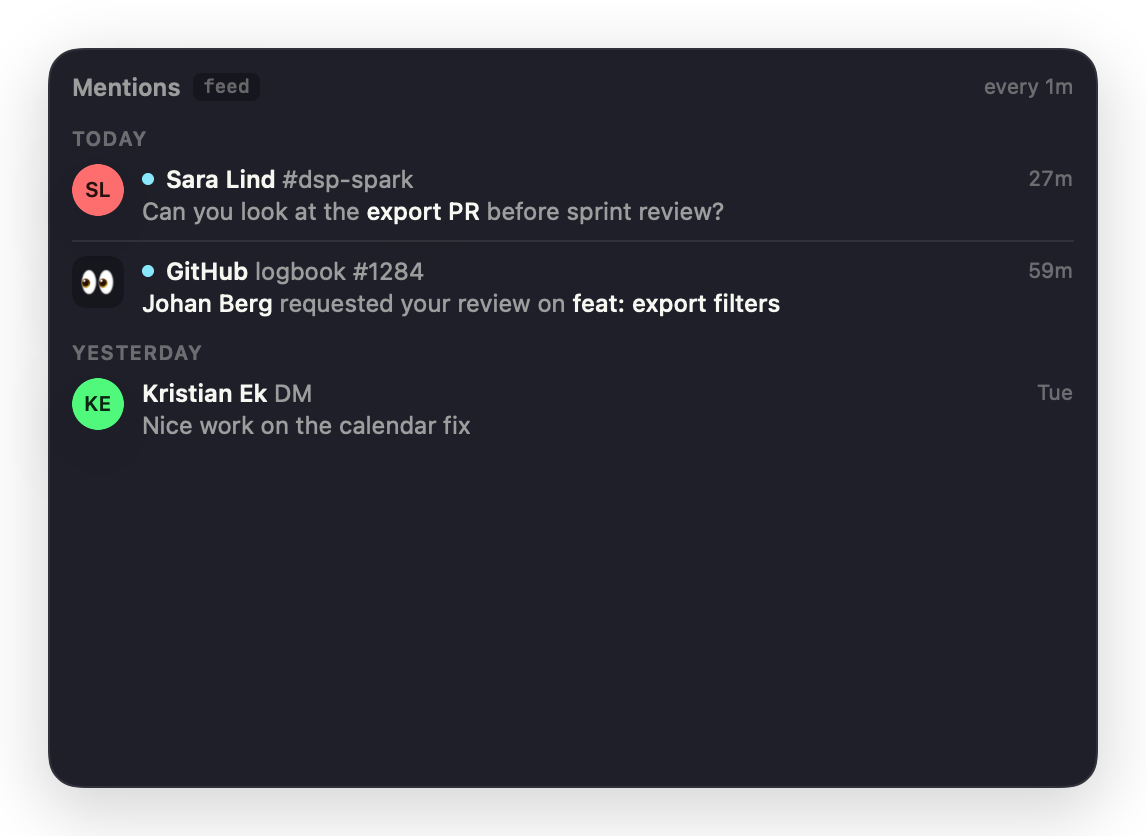 Mentions feed every 1m
TODAY
SL Sara Lind #dsp-spark 27m
Can you look at the export PR before sprint review?
GitHub logbook #1284 59m
Johan Berg requested your review on feat: export filters
YESTERDAY
KE Kristian Ek DM Tue
Nice work on the calendar fix